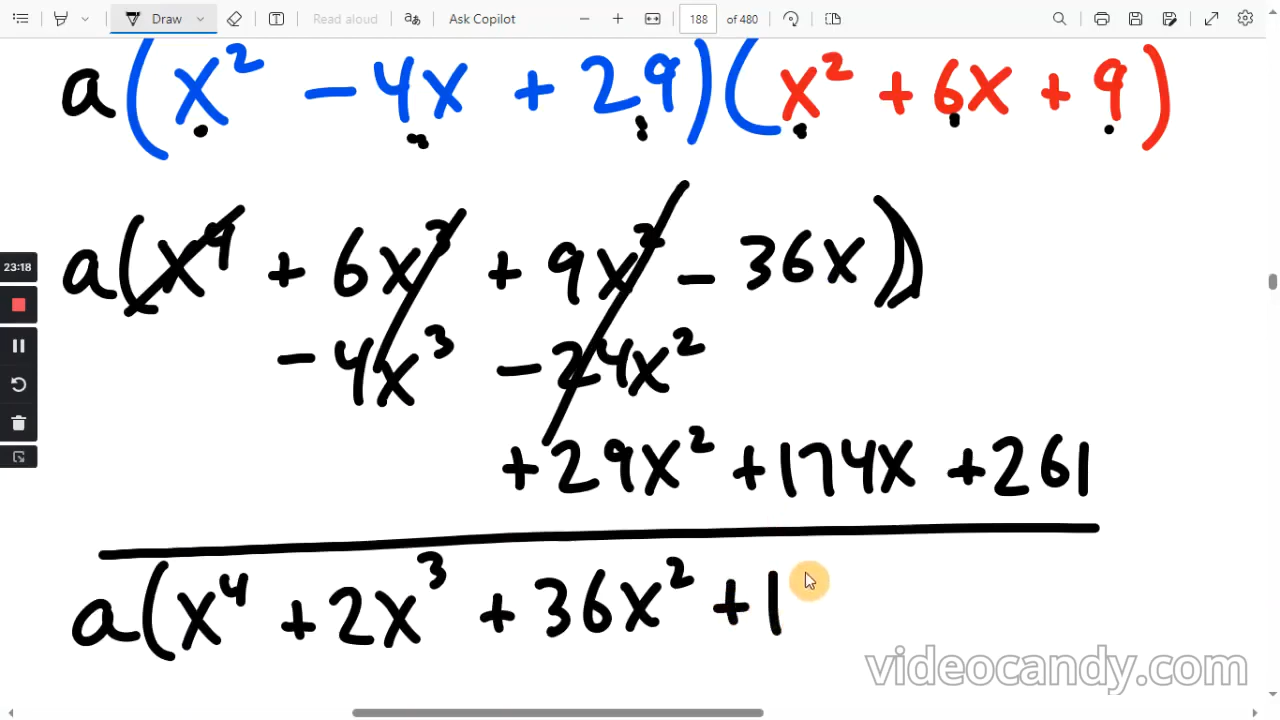 Draw Read aloud Ask Copilot 188 of 480
a(x² - 4x + 29)(x² + 6x + 9)
a(x⁴ + 6x³ + 9x² - 36x)
23:18
- 4x³ - 24x²
+ 29x² + 174x + 261
a(x⁴ + 2x³ + 36x² + 1
videocandy.com